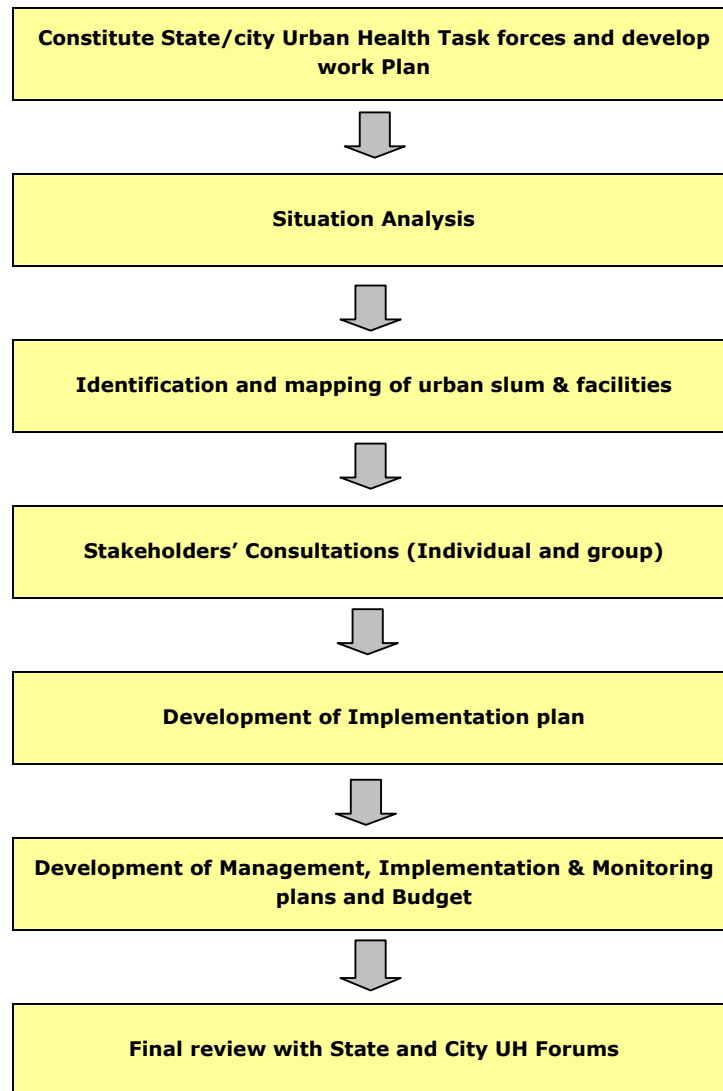 Constitute State/city Urban Health Task forces and develop
work Plan
Situation Analysis
Identification and mapping of urban slum & facilities
Stakeholders’ Consultations (Individual and group)
Development of Implementation plan
Development of Management, Implementation & Monitoring
plans and Budget
Final review with State and City UH Forums